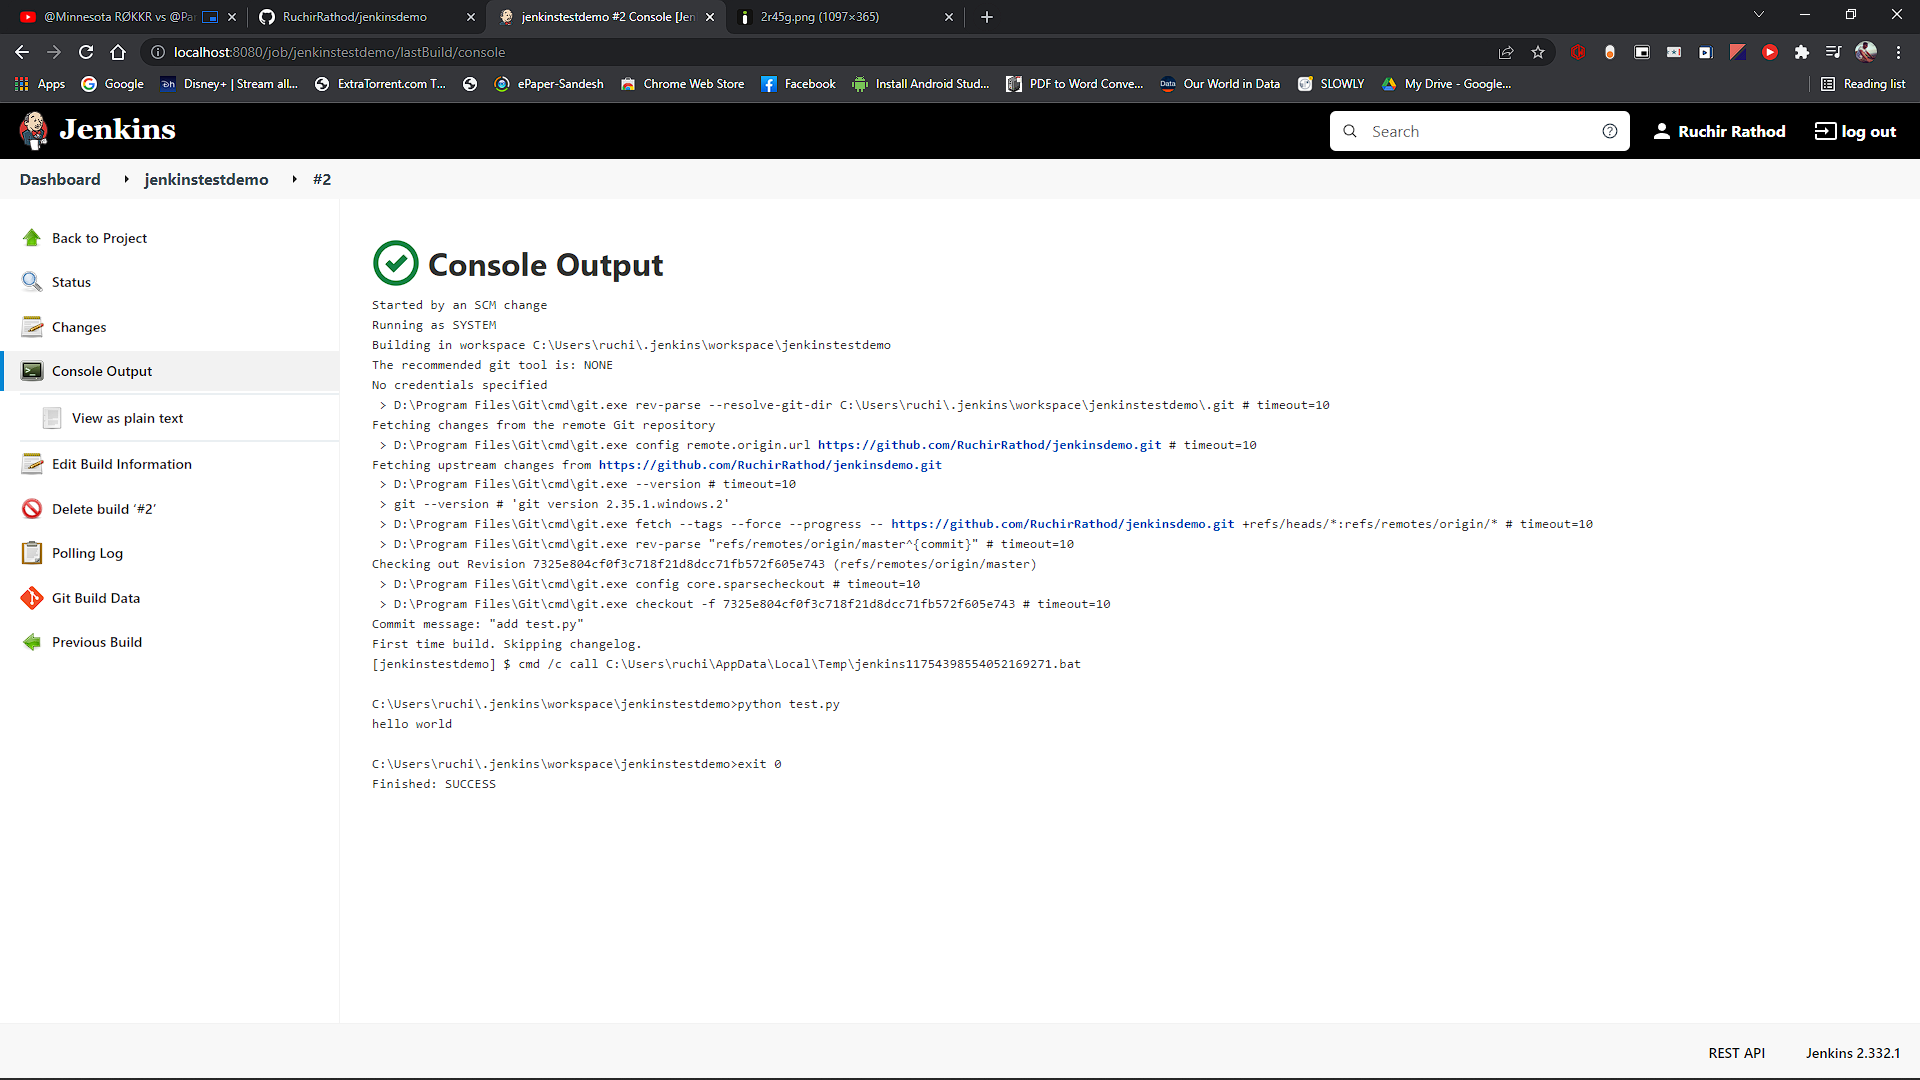 @Minnesota RØKKR vs @Pa
RuchirRathod/jenkinsdemo
jenkinstestdemo #2 Console [Jen
2r45g.png (1097×365)
localhost:8080/job/jenkinstestdemo/lastBuild/console
Apps
Google
Disney+ | Stream all...
ExtraTorrent.com T...
ePaper-Sandesh
Chrome Web Store
Facebook
Install Android Stud...
PDF to Word Conve...
Our World in Data
SLOWLY
My Drive - Google...
Reading list
Jenkins
Search
Ruchir Rathod
log out
Dashboard
jenkinstestdemo
#2
Back to Project
Status
Changes
Console Output
View as plain text
Edit Build Information
Delete build ‘#2’
Polling Log
Git Build Data
Previous Build
Console Output
Started by an SCM change
Running as SYSTEM
Building in workspace C:\Users\ruchi\.jenkins\workspace\jenkinstestdemo
The recommended git tool is: NONE
No credentials specified
> D:\Program Files\Git\cmd\git.exe rev-parse --resolve-git-dir C:\Users\ruchi\.jenkins\workspace\jenkinstestdemo\.git # timeout=10
Fetching changes from the remote Git repository
> D:\Program Files\Git\cmd\git.exe config remote.origin.url https://github.com/RuchirRathod/jenkinsdemo.git # timeout=10
Fetching upstream changes from https://github.com/RuchirRathod/jenkinsdemo.git
> D:\Program Files\Git\cmd\git.exe --version # timeout=10
> git --version # 'git version 2.35.1.windows.2'
> D:\Program Files\Git\cmd\git.exe fetch --tags --force --progress -- https://github.com/RuchirRathod/jenkinsdemo.git +refs/heads/*:refs/remotes/origin/* # timeout=10
> D:\Program Files\Git\cmd\git.exe rev-parse "refs/remotes/origin/master^{commit}" # timeout=10
Checking out Revision 7325e804cf0f3c718f21d8dcc71fb572f605e743 (refs/remotes/origin/master)
> D:\Program Files\Git\cmd\git.exe config core.sparsecheckout # timeout=10
> D:\Program Files\Git\cmd\git.exe checkout -f 7325e804cf0f3c718f21d8dcc71fb572f605e743 # timeout=10
Commit message: "add test.py"
First time build. Skipping changelog.
[jenkinstestdemo] $ cmd /c call C:\Users\ruchi\AppData\Local\Temp\jenkins11754398554052169271.bat
C:\Users\ruchi\.jenkins\workspace\jenkinstestdemo>python test.py
hello world
C:\Users\ruchi\.jenkins\workspace\jenkinstestdemo>exit 0
Finished: SUCCESS
REST API
Jenkins 2.332.1